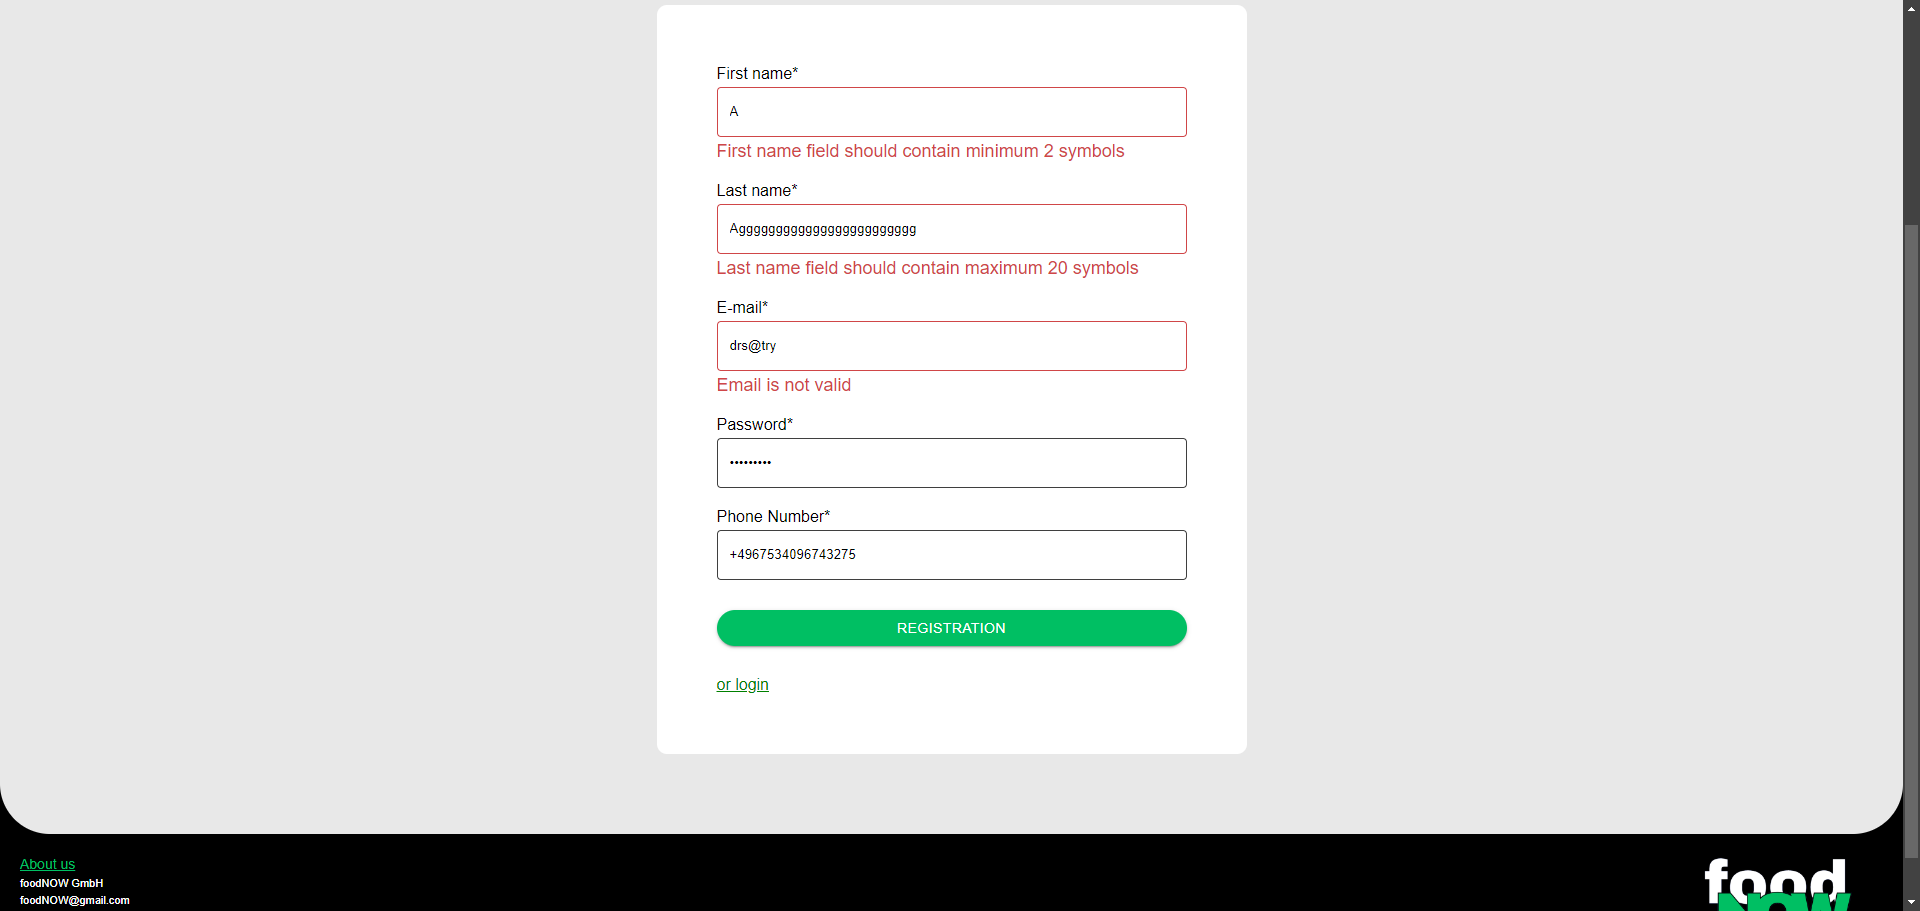 First name*
A
First name field should contain minimum 2 symbols
Last name*
Agggggggggggggggggggggggg
Last name field should contain maximum 20 symbols
E-mail*
drs@try
Email is not valid
Password*
•••••••••
Phone Number*
+4967534096743275
REGISTRATION
or login
About us
foodNOW GmbH
foodNOW@gmail.com
food
NOW